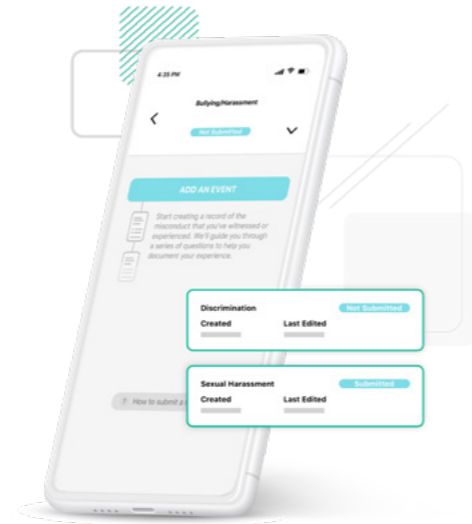 4:35 PM
Bullying/Harassment
Not Submitted
ADD AN EVENT
Start creating a record of the
misconduct that you've witnessed or
experienced. We'll guide you through
a series of questions to help you
document your experience.
Discrimination Not Submitted
Created Last Edited
Sexual Harassment Submitted
Created Last Edited
? How to submit a